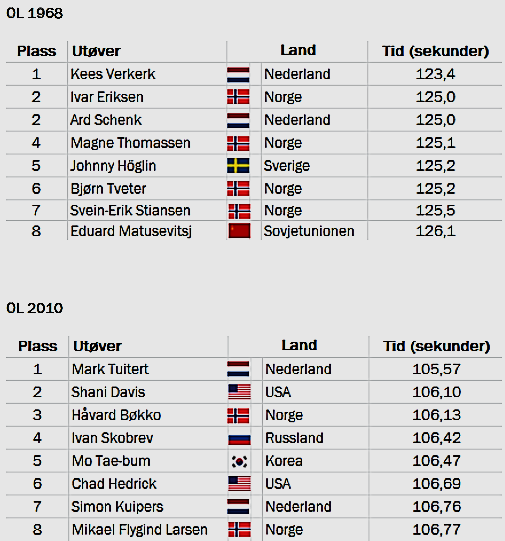 OL 1968
Plass Utøver Land Tid (sekunder)
1 Kees Verkerk Nederland 123,4
2 Ivar Eriksen Norge 125,0
2 Ard Schenk Nederland 125,0
4 Magne Thomassen Norge 125,1
5 Johnny Höglin Sverige 125,2
6 Bjørn Tveter Norge 125,2
7 Svein-Erik Stiansen Norge 125,5
8 Eduard Matusevitsj Sovjetunionen 126,1
OL 2010
Plass Utøver Land Tid (sekunder)
1 Mark Tuitert Nederland 105,57
2 Shani Davis USA 106,10
3 Håvard Bøkko Norge 106,13
4 Ivan Skobrev Russland 106,42
5 Mo Tae-bum Korea 106,47
6 Chad Hedrick USA 106,69
7 Simon Kuipers Nederland 106,76
8 Mikael Flygind Larsen Norge 106,77